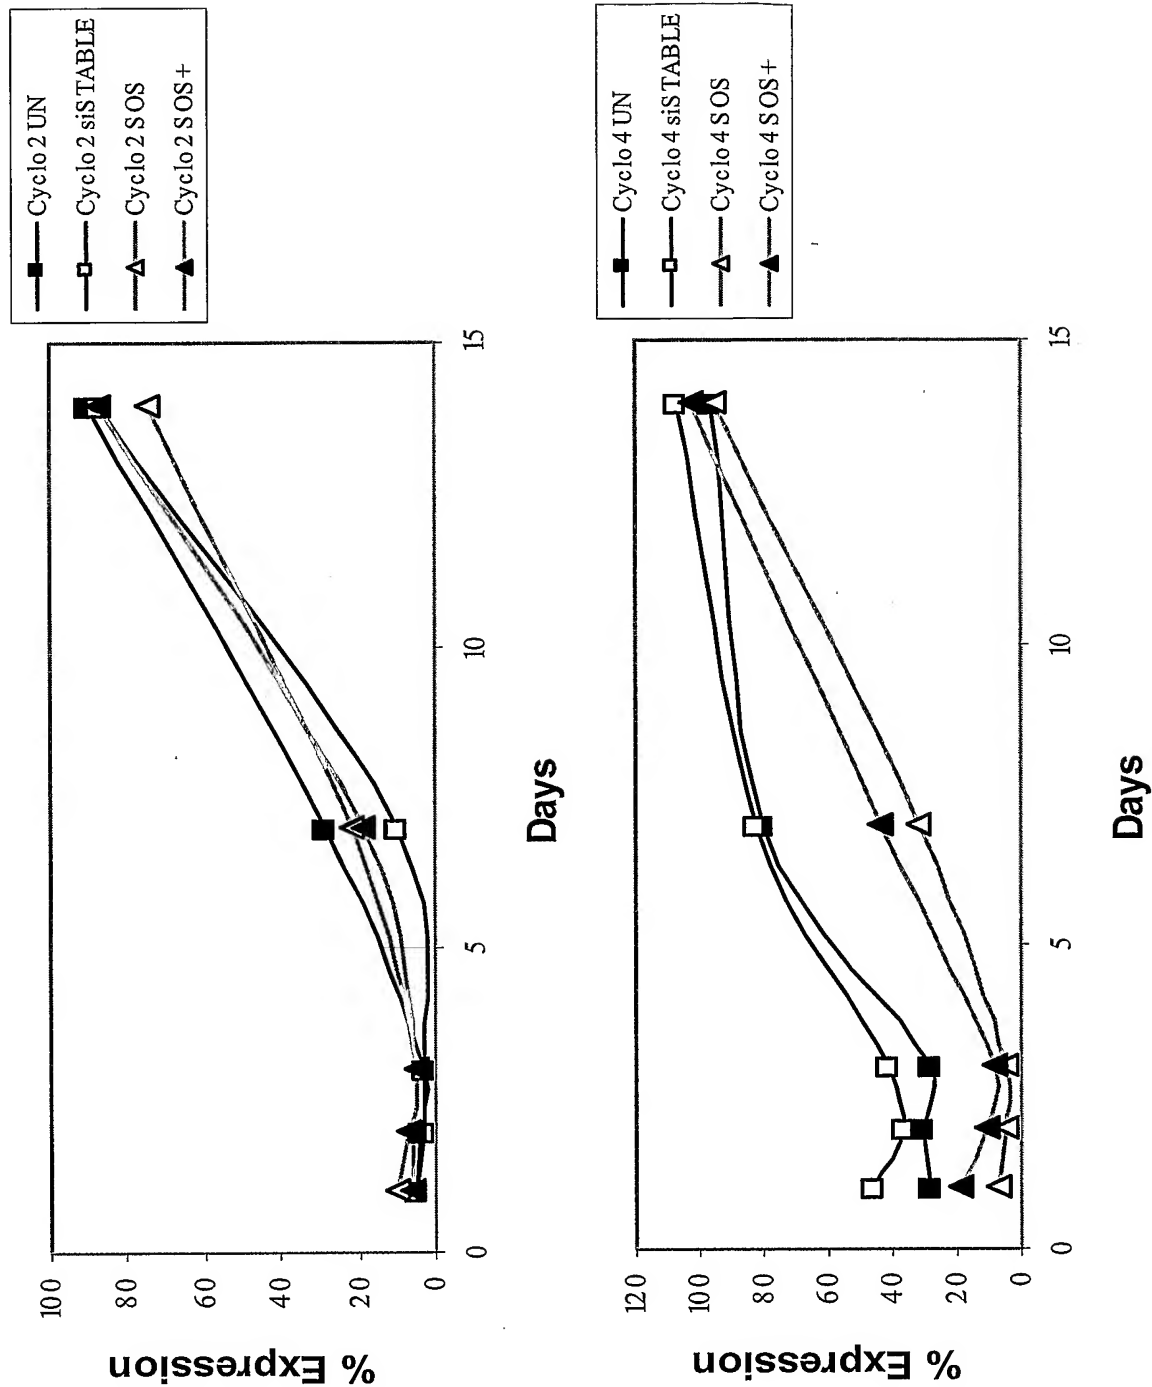 Cyclo 2 UN
Cyclo 2 siSTABLE
Cyclo 2 SOS
Cyclo 2 SOS+
% Expression
100
80
60
40
20
0
0
5
10
15
Days
Cyclo 4 UN
Cyclo 4 siSTABLE
Cyclo 4 SOS
Cyclo 4 SOS+
% Expression
120
100
80
60
40
20
0
0
5
10
15
Days